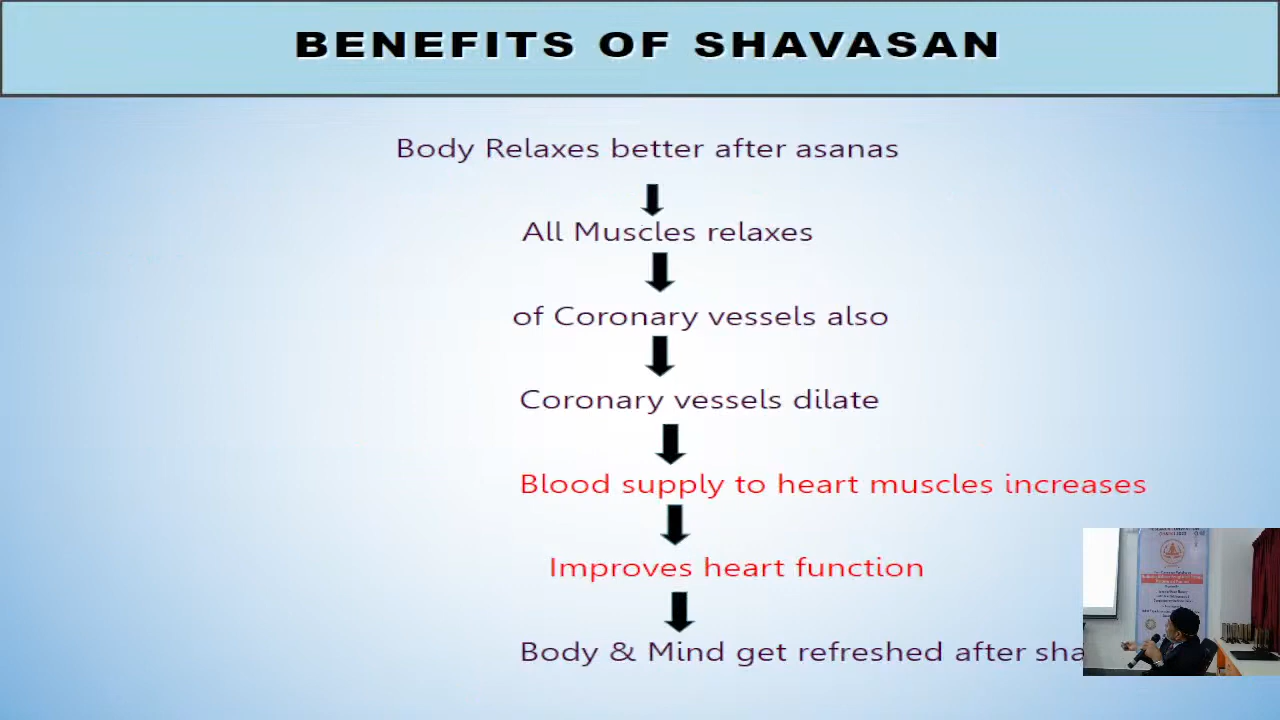 BENEFITS OF SHAVASAN
Body Relaxes better after asanas
All Muscles relaxes
of Coronary vessels also
Coronary vessels dilate
Blood supply to heart muscles increases
Improves heart function
Body & Mind get refreshed after sha